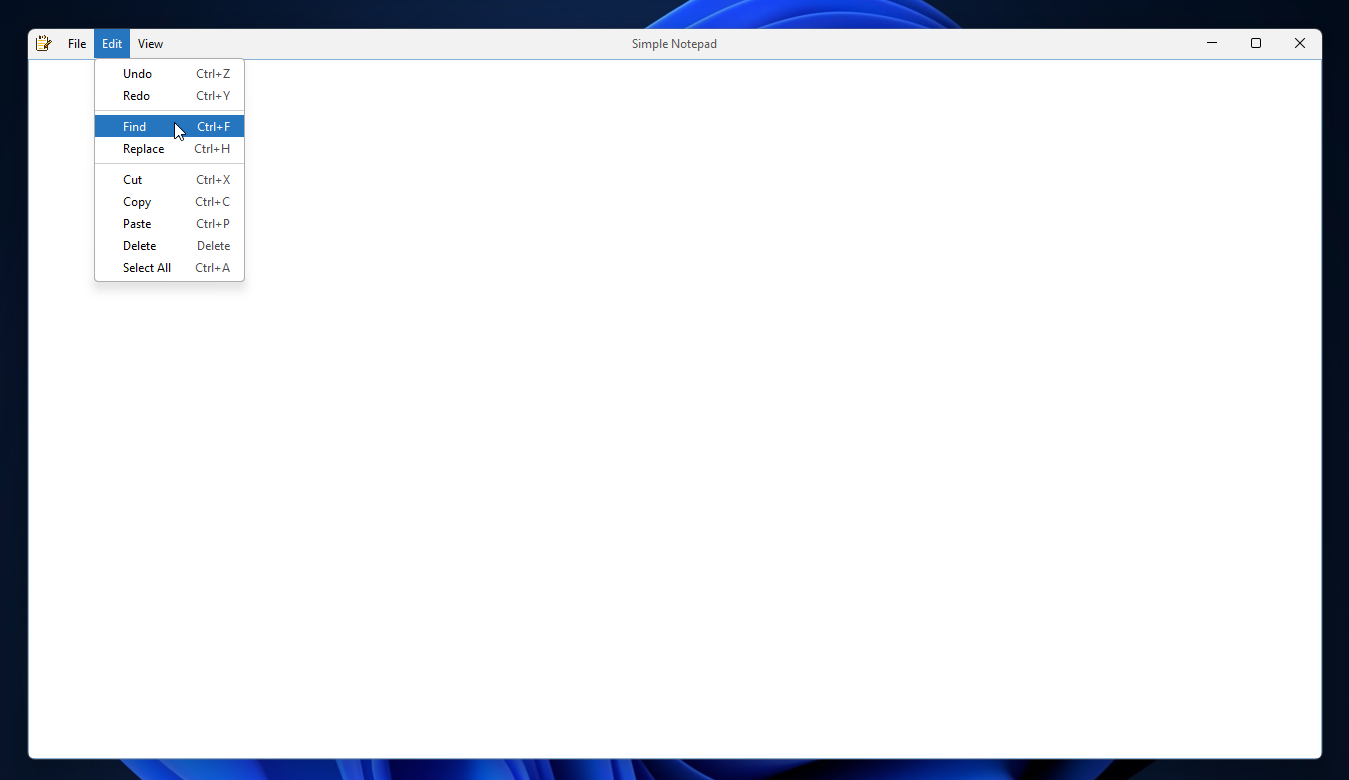 File Edit View Simple Notepad
Undo Ctrl+Z
Redo Ctrl+Y
Find Ctrl+F
Replace Ctrl+H
Cut Ctrl+X
Copy Ctrl+C
Paste Ctrl+P
Delete Delete
Select All Ctrl+A